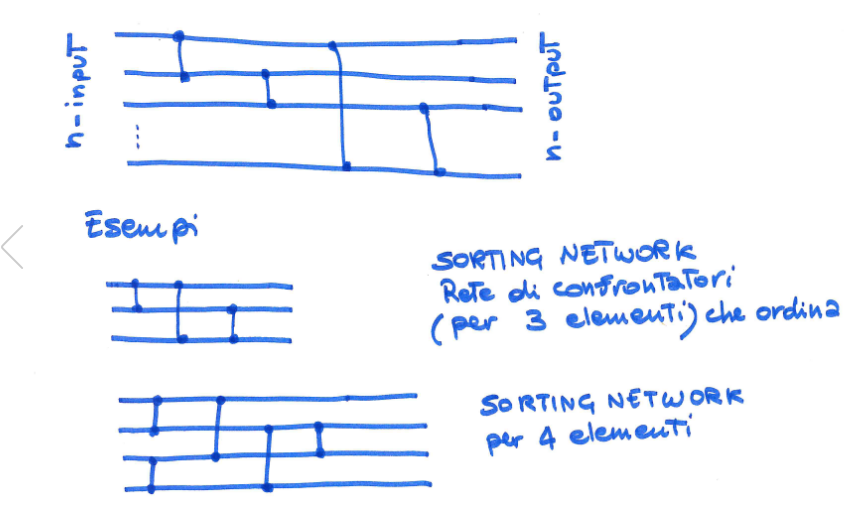 n-input
n-output
Esempi
SORTING NETWORK
Rete di confrontatori
(per 3 elementi) che ordina
SORTING NETWORK
per 4 elementi